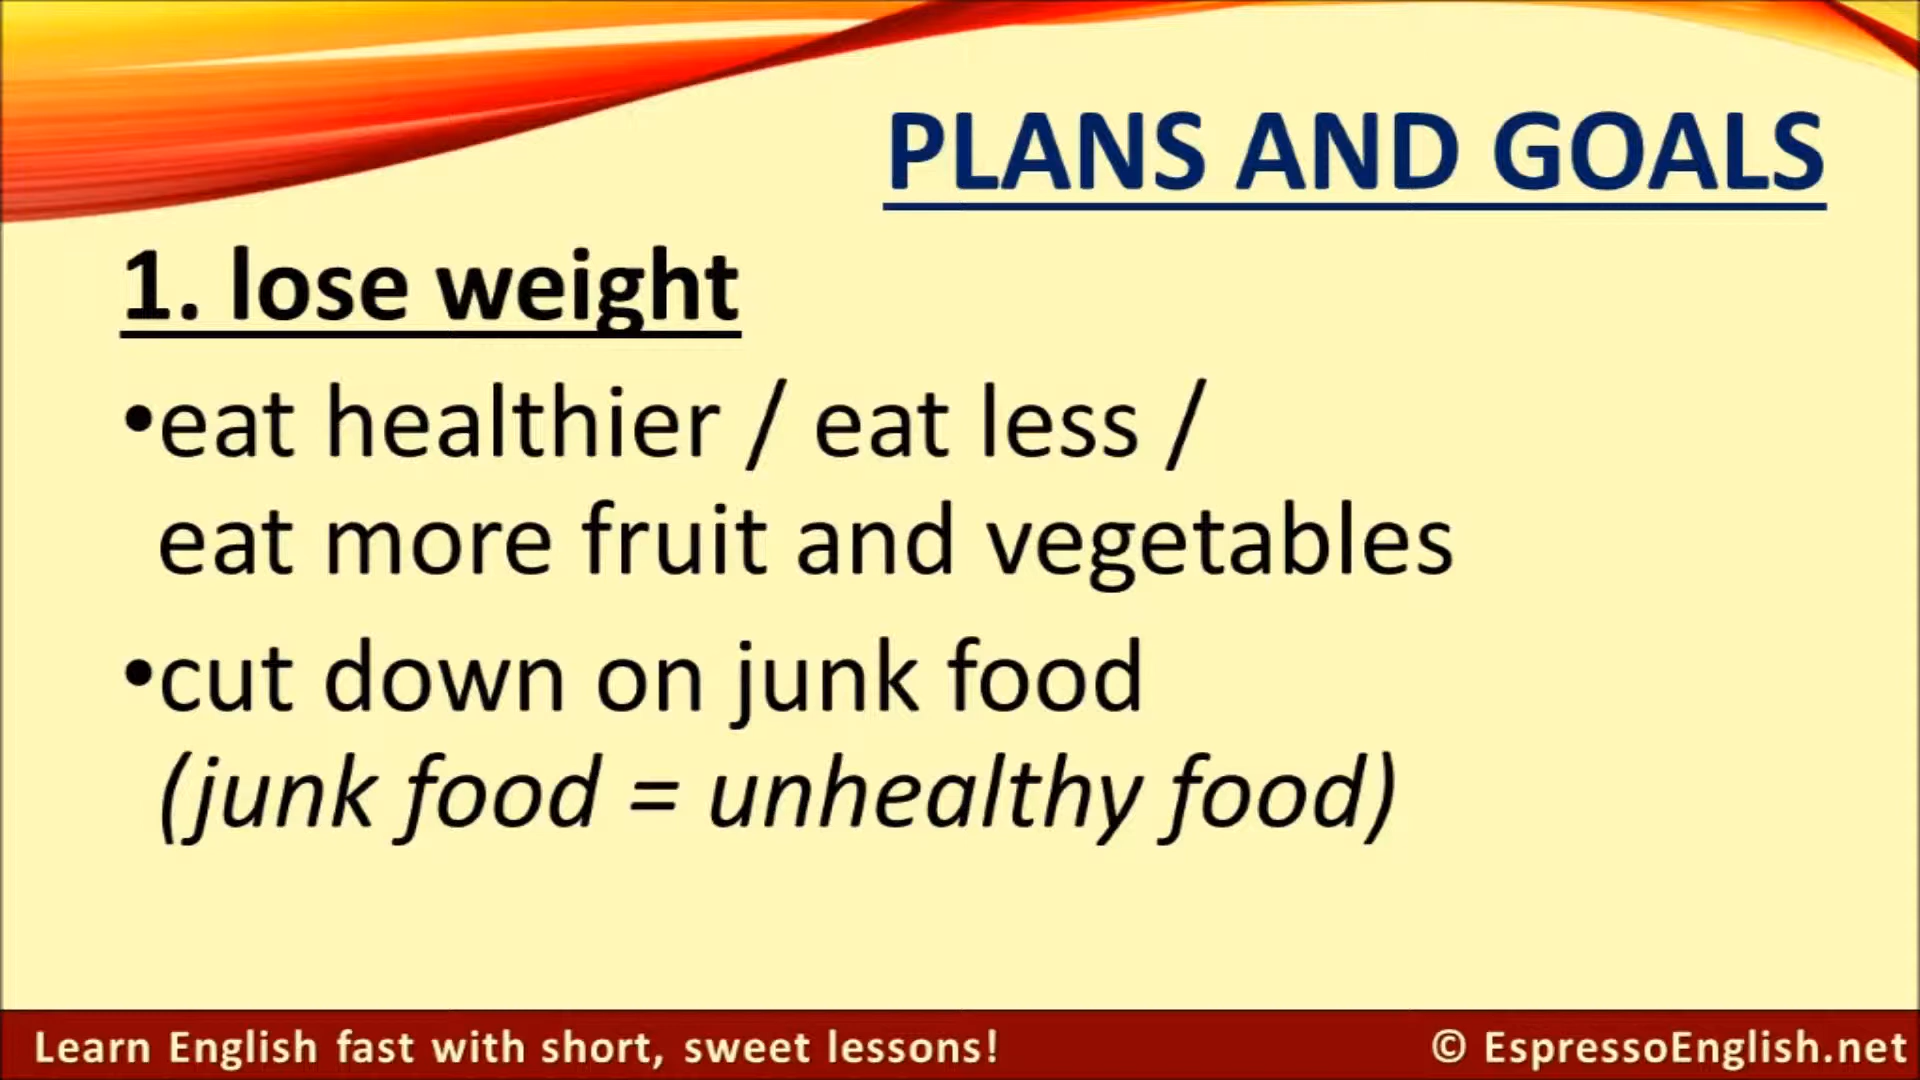 PLANS AND GOALS
1. lose weight
•eat healthier / eat less /
eat more fruit and vegetables
•cut down on junk food
(junk food = unhealthy food)
Learn English fast with short, sweet lessons!
© EspressoEnglish.net